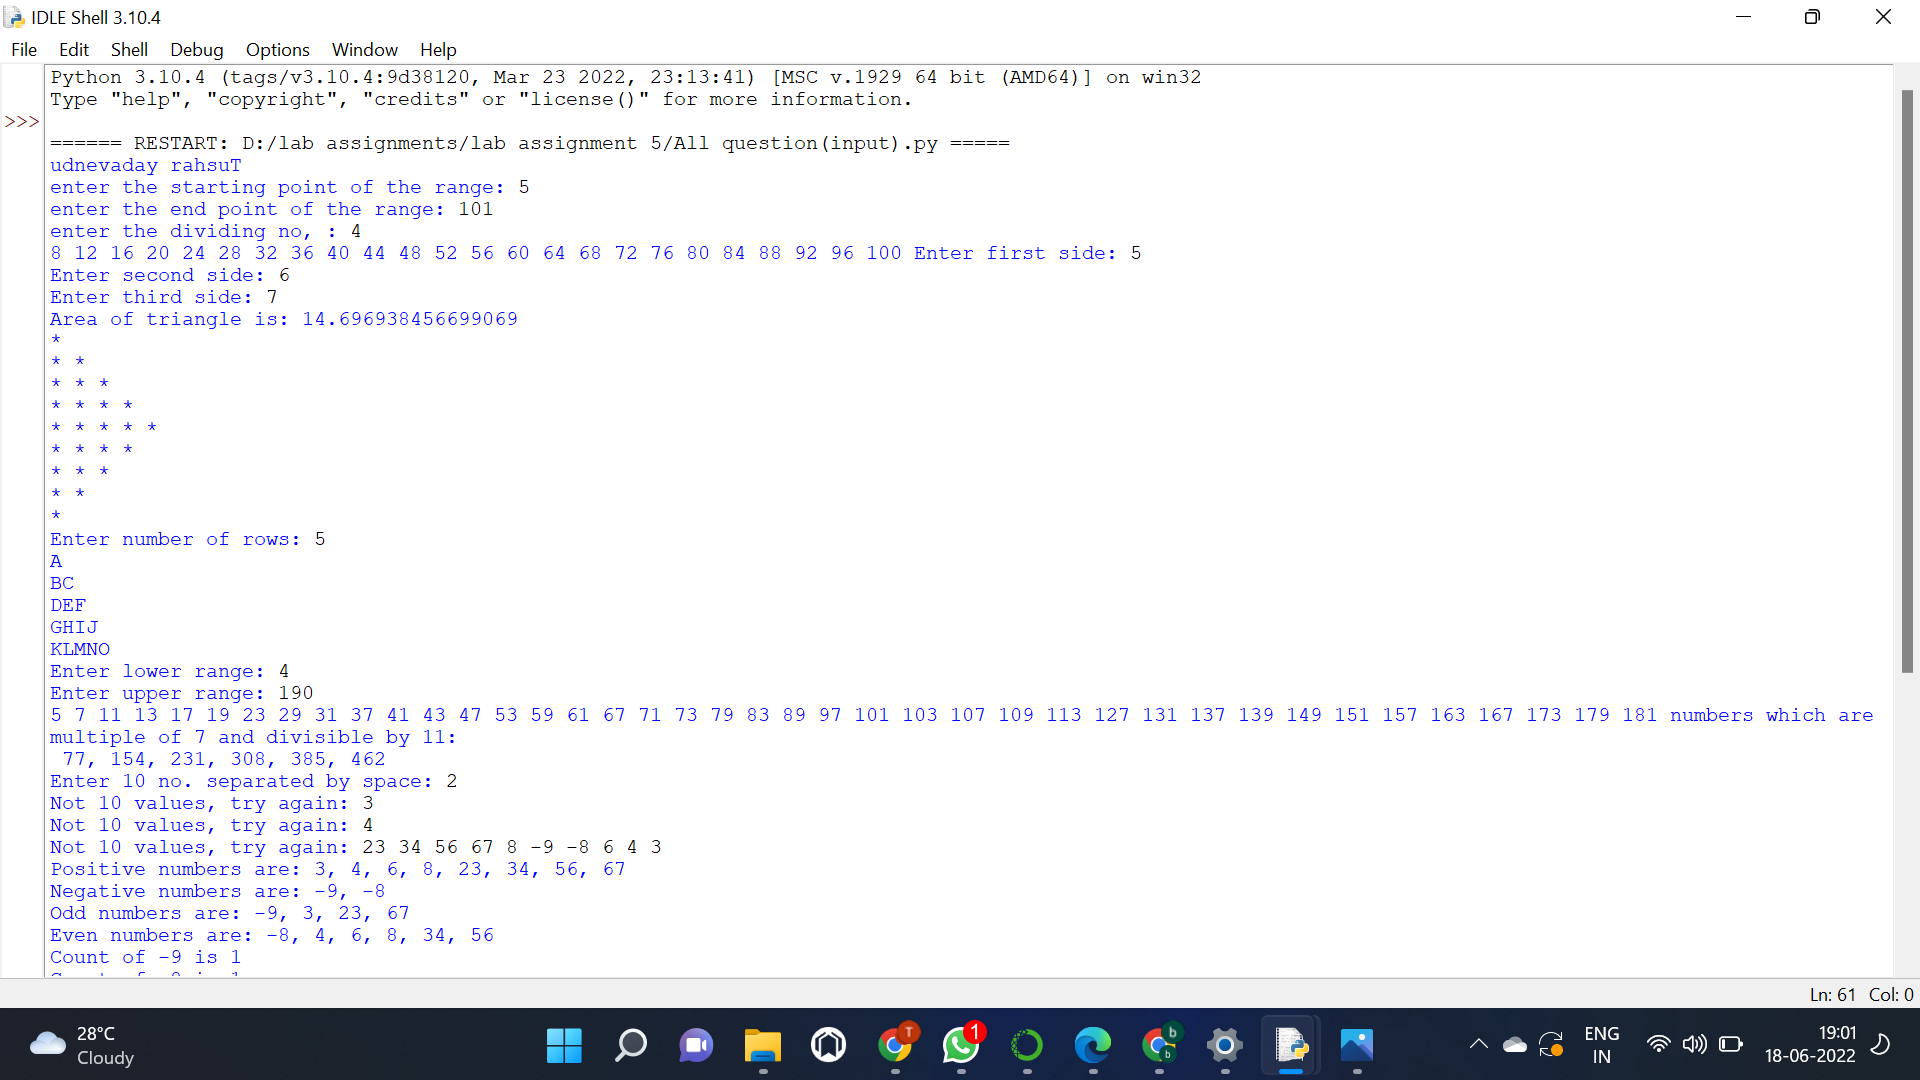 IDLE Shell 3.10.4
File Edit Shell Debug Options Window Help
Python 3.10.4 (tags/v3.10.4:9d38120, Mar 23 2022, 23:13:41) [MSC v.1929 64 bit (AMD64)] on win32
Type "help", "copyright", "credits" or "license()" for more information.
>>>
====== RESTART: D:/lab assignments/lab assignment 5/All question(input).py =====
udnevaday rahsuT
enter the starting point of the range: 5
enter the end point of the range: 101
enter the dividing no, : 4
8 12 16 20 24 28 32 36 40 44 48 52 56 60 64 68 72 76 80 84 88 92 96 100 Enter first side: 5
Enter second side: 6
Enter third side: 7
Area of triangle is: 14.696938456699069
*
* *
* * *
* * * *
* * * * *
* * * *
* * *
* *
*
Enter number of rows: 5
A
BC
DEF
GHIJ
KLMNO
Enter lower range: 4
Enter upper range: 190
5 7 11 13 17 19 23 29 31 37 41 43 47 53 59 61 67 71 73 79 83 89 97 101 103 107 109 113 127 131 137 139 149 151 157 163 167 173 179 181 numbers which are
multiple of 7 and divisible by 11:
77, 154, 231, 308, 385, 462
Enter 10 no. separated by space: 2
Not 10 values, try again: 3
Not 10 values, try again: 4
Not 10 values, try again: 23 34 56 67 8 -9 -8 6 4 3
Positive numbers are: 3, 4, 6, 8, 23, 34, 56, 67
Negative numbers are: -9, -8
Odd numbers are: -9, 3, 23, 67
Even numbers are: -8, 4, 6, 8, 34, 56
Count of -9 is 1
Ln: 61 Col: 0
28°C
Cloudy
T
1
b
b
ENG
IN
19:01
18-06-2022